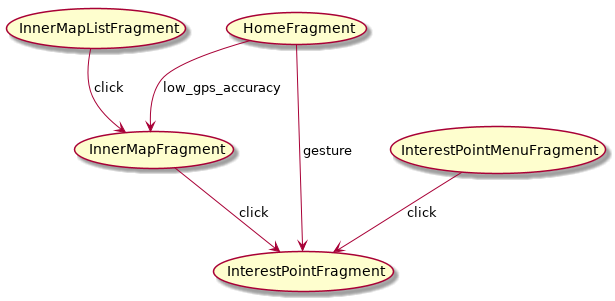 InnerMapListFragment
HomeFragment
click
low_gps_accuracy
InnerMapFragment
gesture
InterestPointMenuFragment
click
click
InterestPointFragment